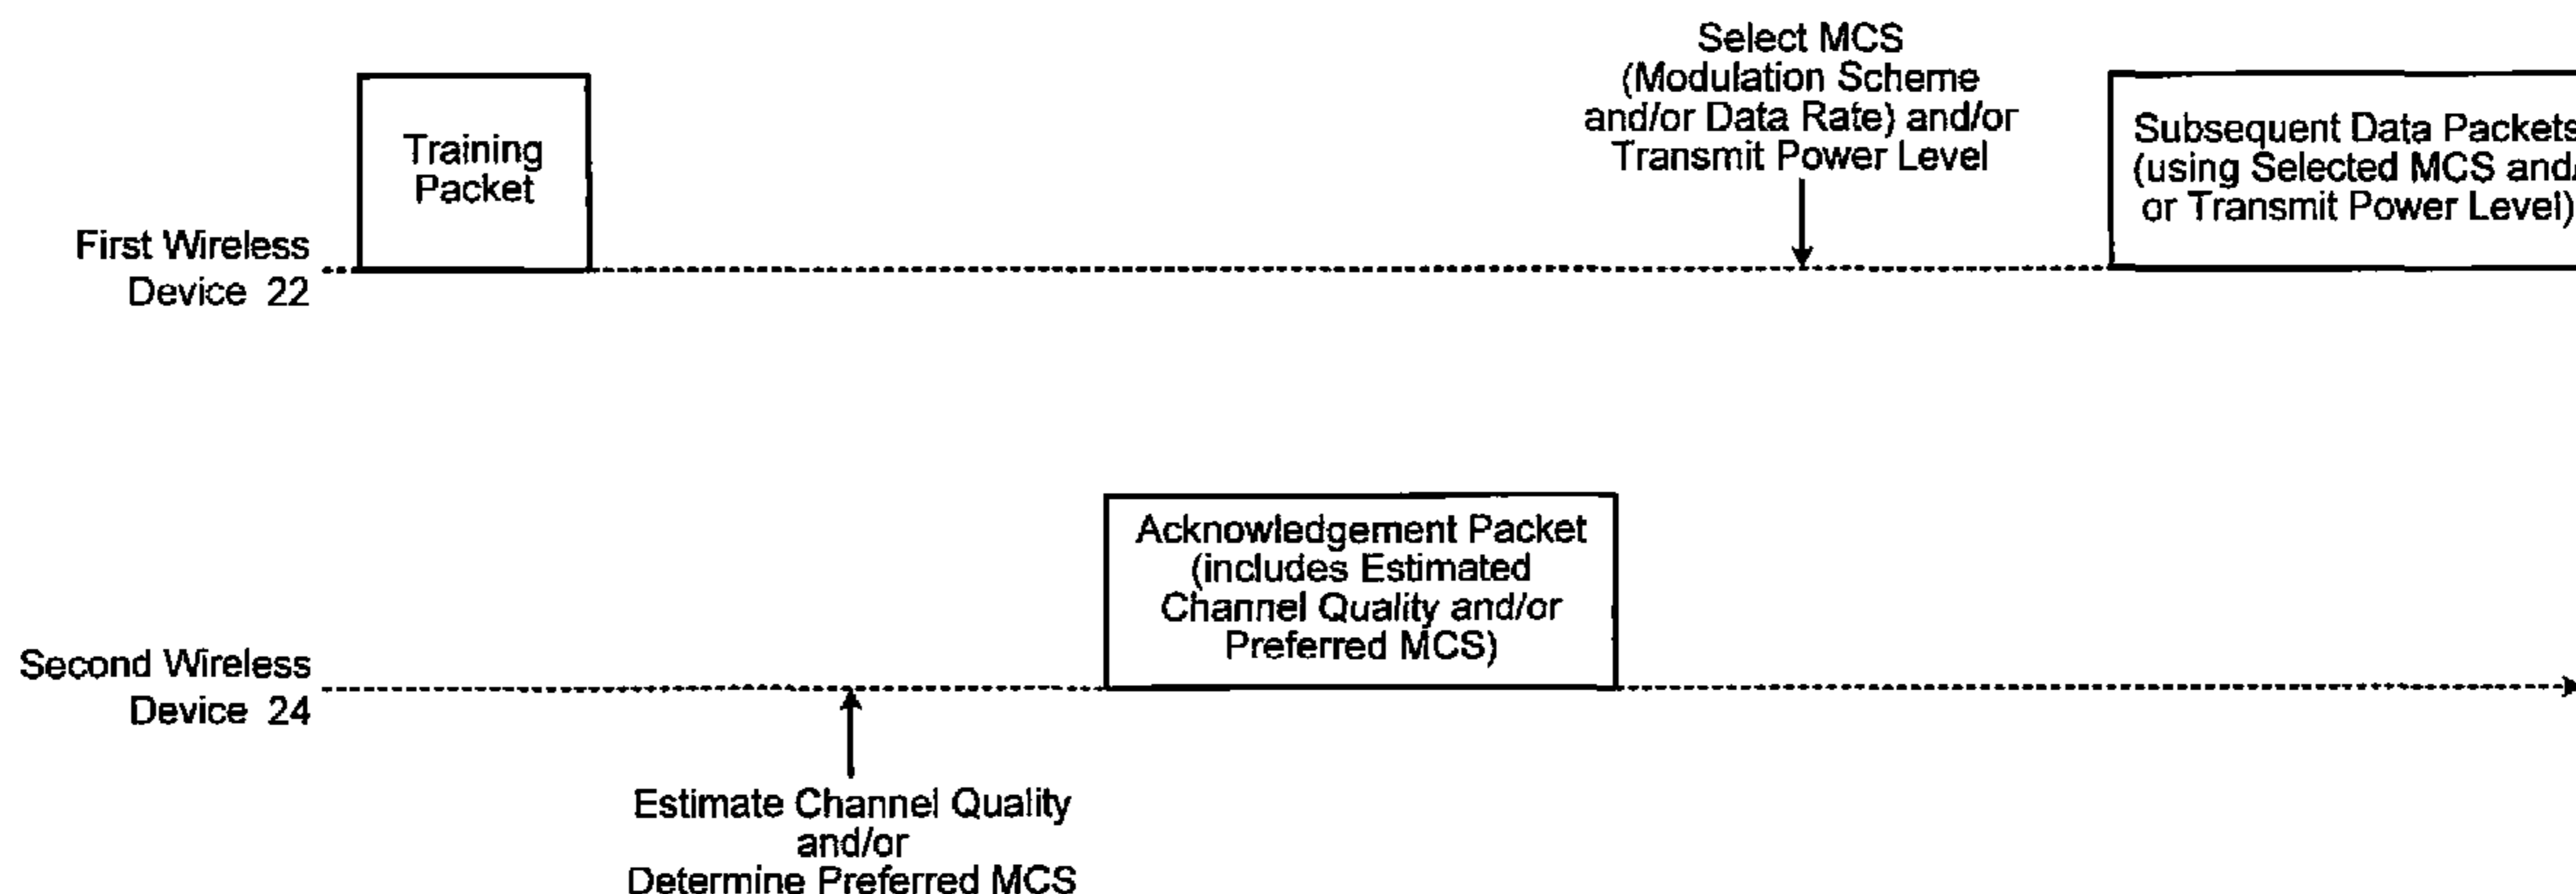 Training
Packet
First Wireless
Device 22
Select MCS
(Modulation Scheme
and/or Data Rate) and/or
Transmit Power Level
Subsequent Data Packets
(using Selected MCS and/
or Transmit Power Level)
Acknowledgement Packet
(includes Estimated
Channel Quality and/or
Preferred MCS)
Second Wireless
Device 24
Estimate Channel Quality
and/or
Determine Preferred MCS